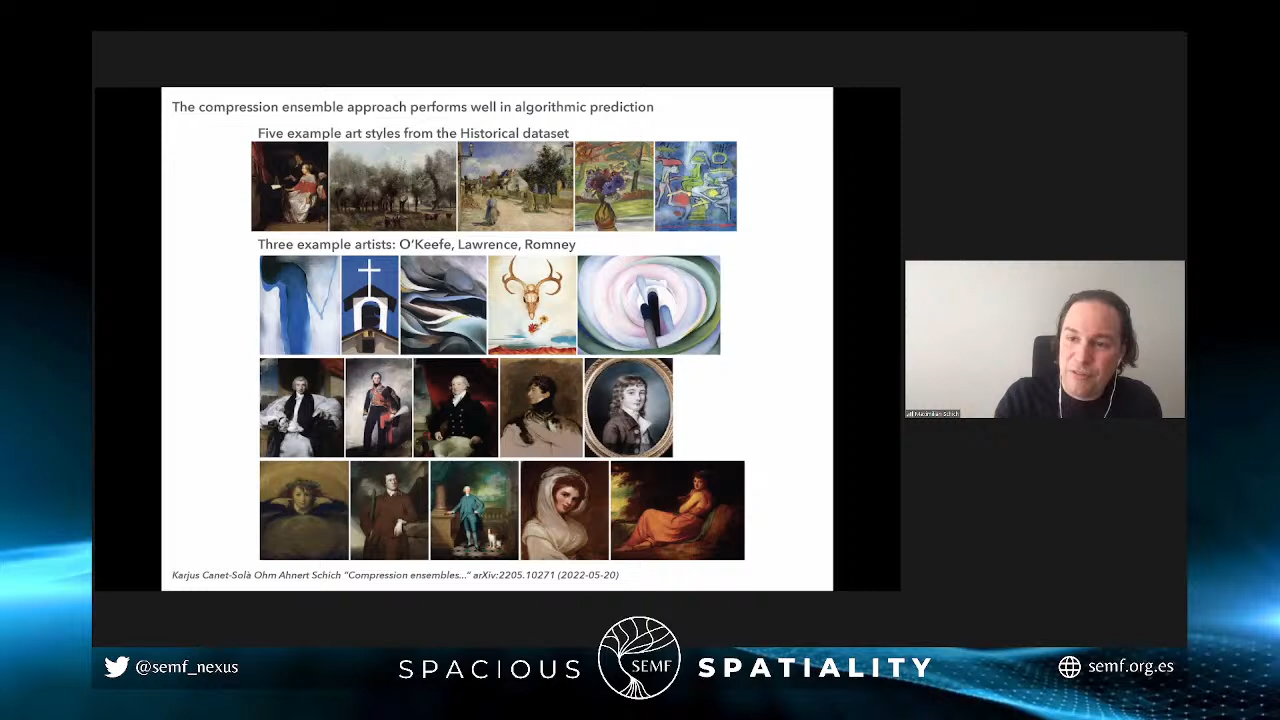 The compression ensemble approach performs well in algorithmic prediction
Five example art styles from the Historical dataset
Three example artists: O'Keefe, Lawrence, Romney
Karjus Canet-Solà Ohm Ahnert Schich "Compression ensembles..." arXiv:2205.10271 (2022-05-20)
Maximilian Schich
@semf_nexus
SPACIOUS
SEMF
SPATIALITY
semf.org.es